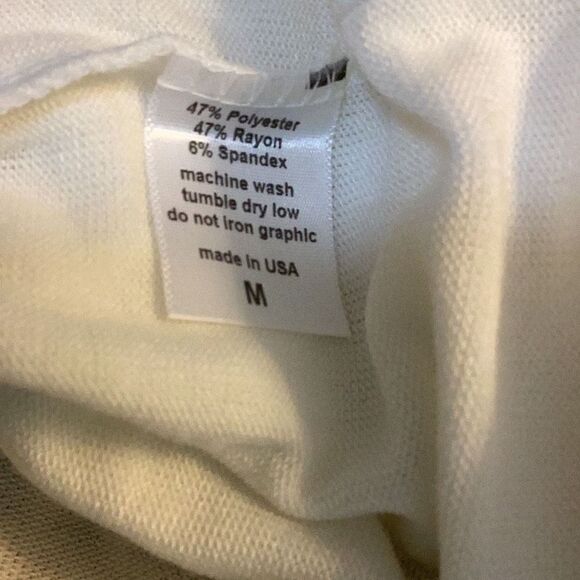 47% Polyester
47% Rayon
6% Spandex
machine wash
tumble dry low
do not iron graphic
made in USA
M